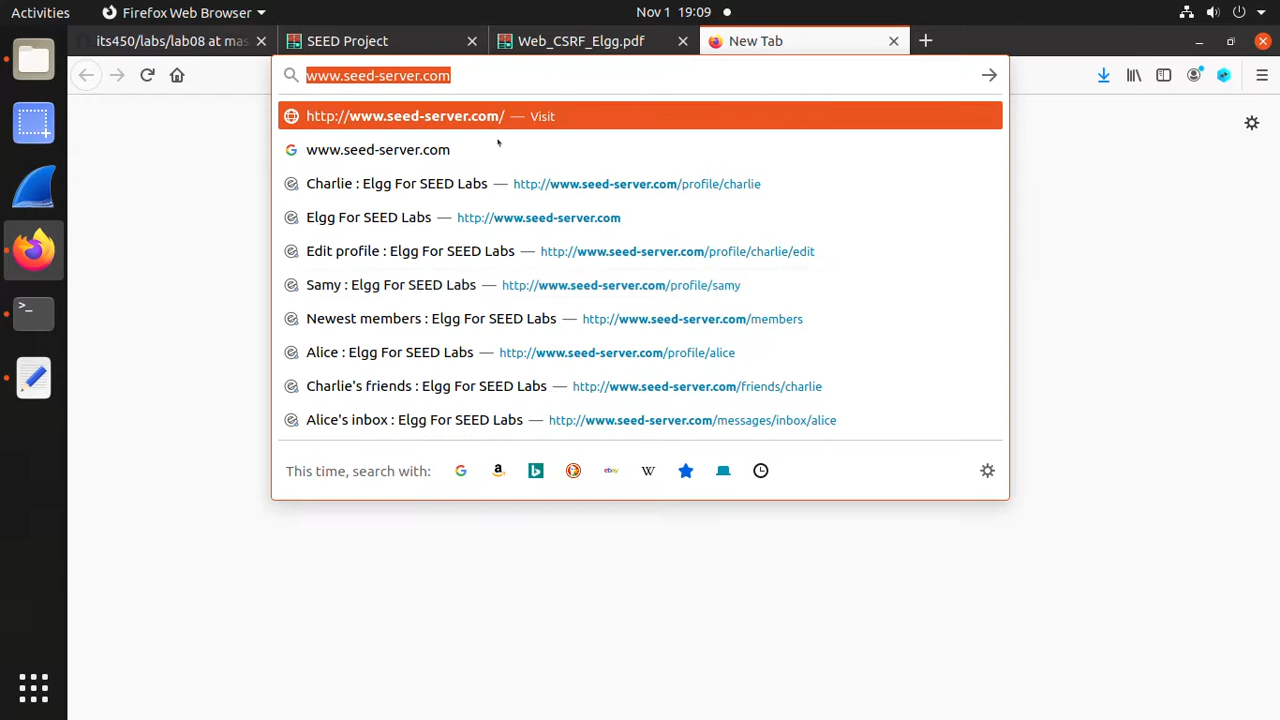 Activities
Firefox Web Browser
Nov 1 19:09
its450/labs/lab08 at mas
SEED Project
Web_CSRF_Elgg.pdf
New Tab
www.seed-server.com
http://www.seed-server.com/ — Visit
www.seed-server.com
Charlie : Elgg For SEED Labs — http://www.seed-server.com/profile/charlie
Elgg For SEED Labs — http://www.seed-server.com
Edit profile : Elgg For SEED Labs — http://www.seed-server.com/profile/charlie/edit
Samy : Elgg For SEED Labs — http://www.seed-server.com/profile/samy
Newest members : Elgg For SEED Labs — http://www.seed-server.com/members
Alice : Elgg For SEED Labs — http://www.seed-server.com/profile/alice
Charlie's friends : Elgg For SEED Labs — http://www.seed-server.com/friends/charlie
Alice's inbox : Elgg For SEED Labs — http://www.seed-server.com/messages/inbox/alice
This time, search with: